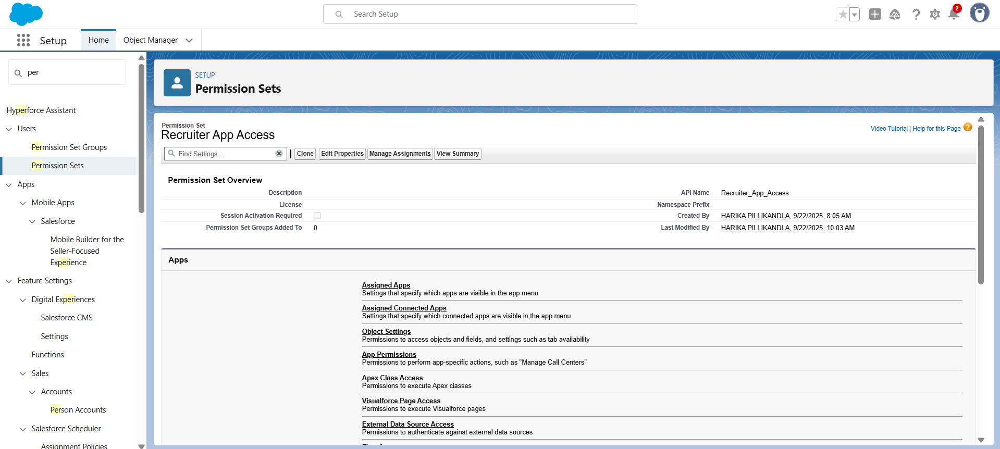 Search Setup
2
Setup
Home
Object Manager
per
Hyperforce Assistant
Users
Permission Set Groups
Permission Sets
Apps
Mobile Apps
Salesforce
Mobile Builder for the
Seller-Focused
Experience
Feature Settings
Digital Experiences
Salesforce CMS
Settings
Functions
Sales
Accounts
Person Accounts
Salesforce Scheduler
Assignment Policies
SETUP
Permission Sets
Permission Set
Recruiter App Access
Video Tutorial | Help for this Page ?
Find Settings... | Clone Edit Properties Manage Assignments View Summary
Permission Set Overview
Description API Name Recruiter_App_Access
License Namespace Prefix
Session Activation Required Created By HARIKA PILLIKANDLA, 9/22/2025, 8:05 AM
Permission Set Groups Added To 0 Last Modified By HARIKA PILLIKANDLA, 9/22/2025, 10:03 AM
Apps
Assigned Apps
Settings that specify which apps are visible in the app menu
Assigned Connected Apps
Settings that specify which connected apps are visible in the app menu
Object Settings
Permissions to access objects and fields, and settings such as tab availability
App Permissions
Permissions to perform app-specific actions, such as "Manage Call Centers"
Apex Class Access
Permissions to execute Apex classes
Visualforce Page Access
Permissions to execute Visualforce pages
External Data Source Access
Permissions to authenticate against external data sources